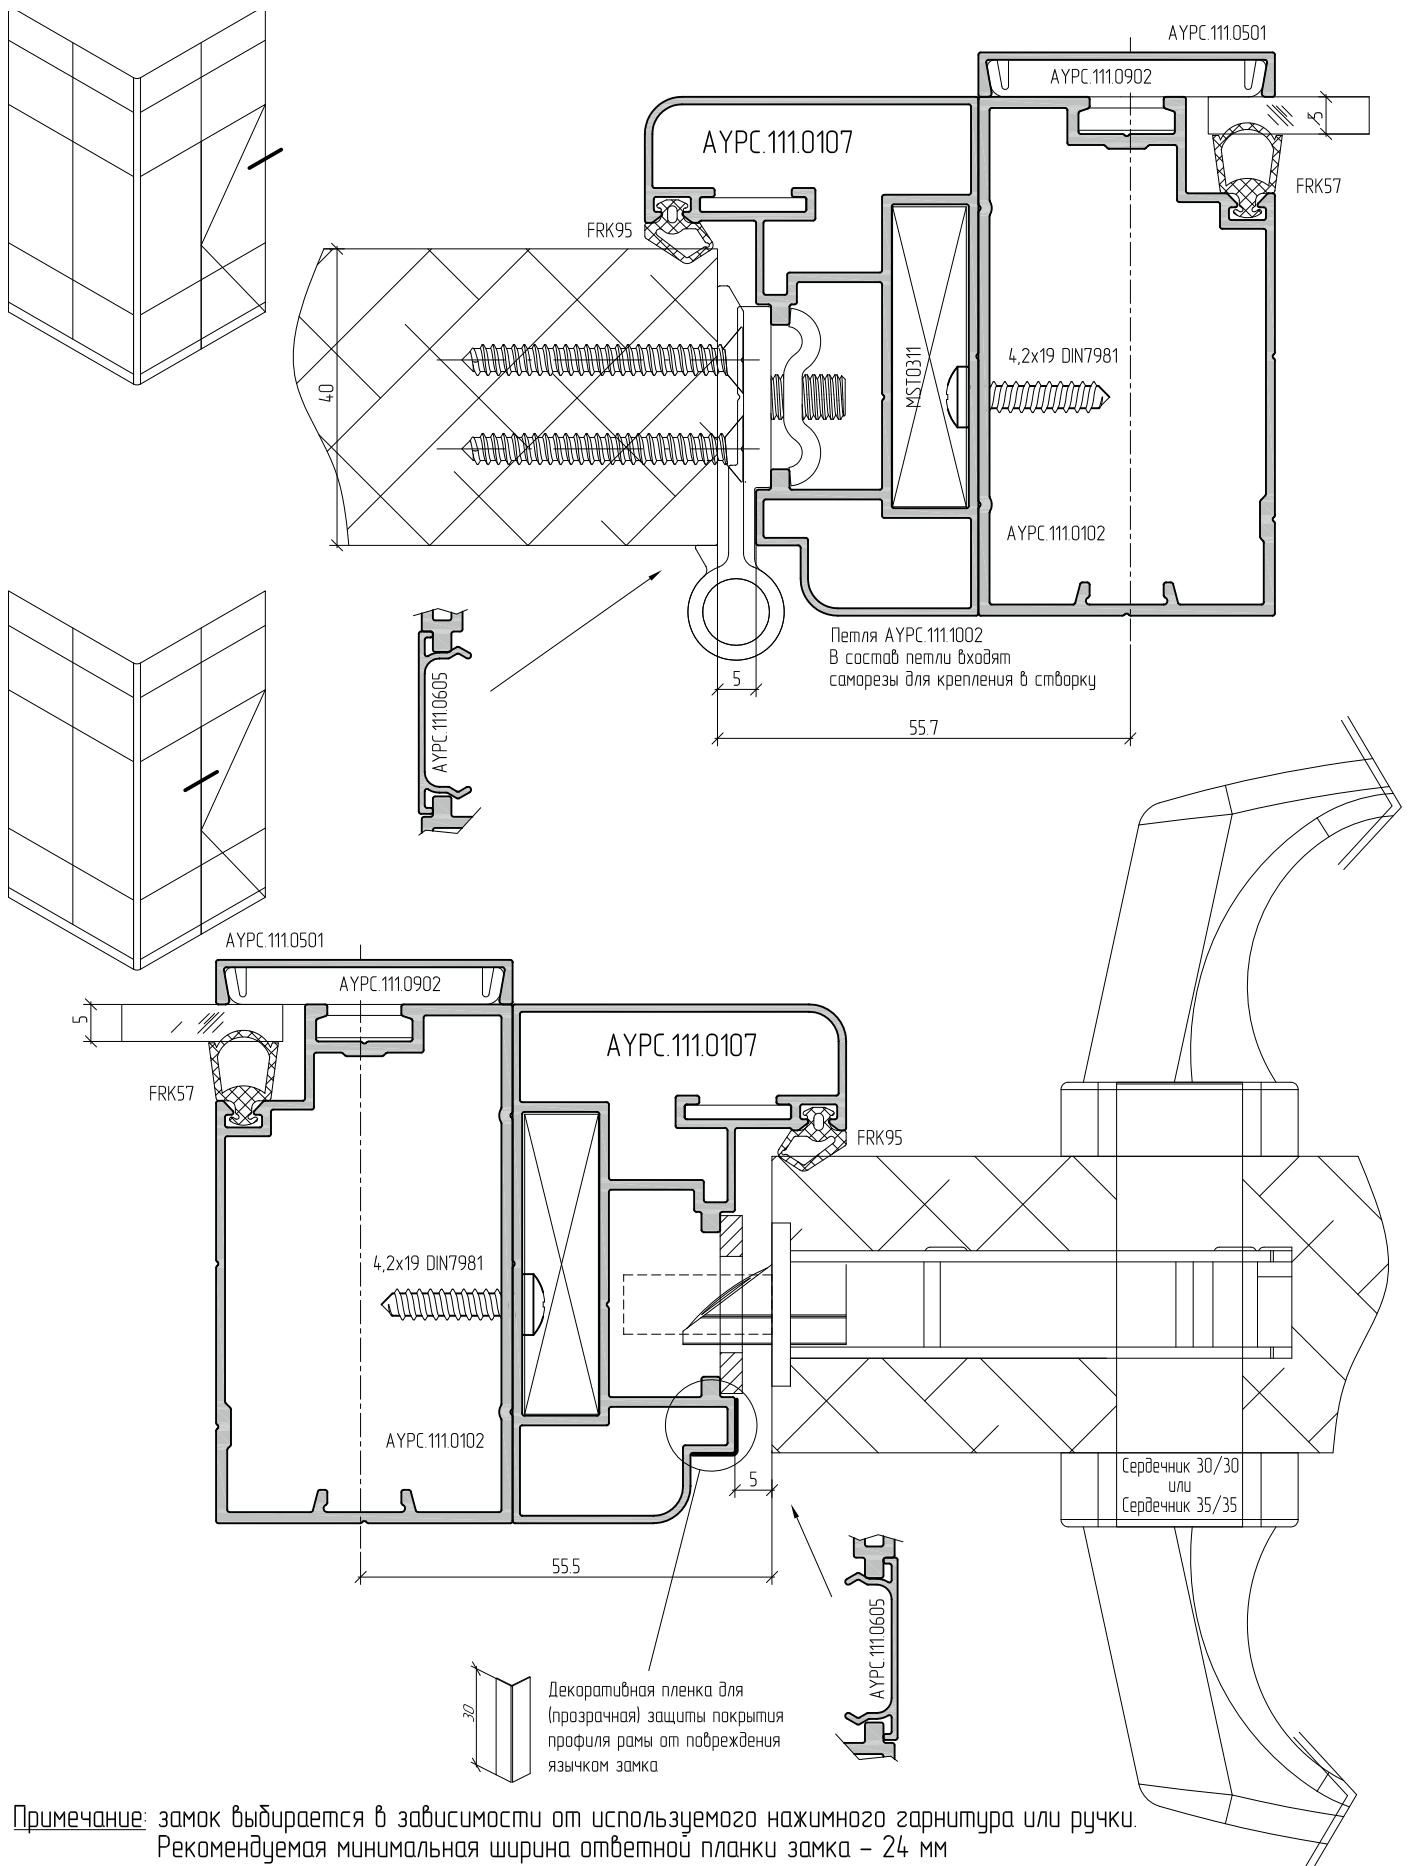 AYPC.111.0501
AYPC.111.0902
5
AYPC.111.0107
FRK57
FRK95
40
MST0311
4,2x19 DIN7981
AYPC.111.0102
Петля AYPC.111.1002
В состав петли входят
саморезы для крепления в створку
AYPC.111.0605
5
55.7
AYPC.111.0501
AYPC.111.0902
5
AYPC.111.0107
FRK57
FRK95
4,2x19 DIN7981
AYPC.111.0102
Сердечник 30/30
или
Сердечник 35/35
5
55.5
AYPC.111.0605
30
Декоративная пленка для
(прозрачная) защиты покрытия
профиля рамы от повреждения
язычком замка
Примечание: замок выбирается в зависимости от используемого нажимного гарнитура или ручки.
Рекомендуемая минимальная ширина ответной планки замка – 24 мм